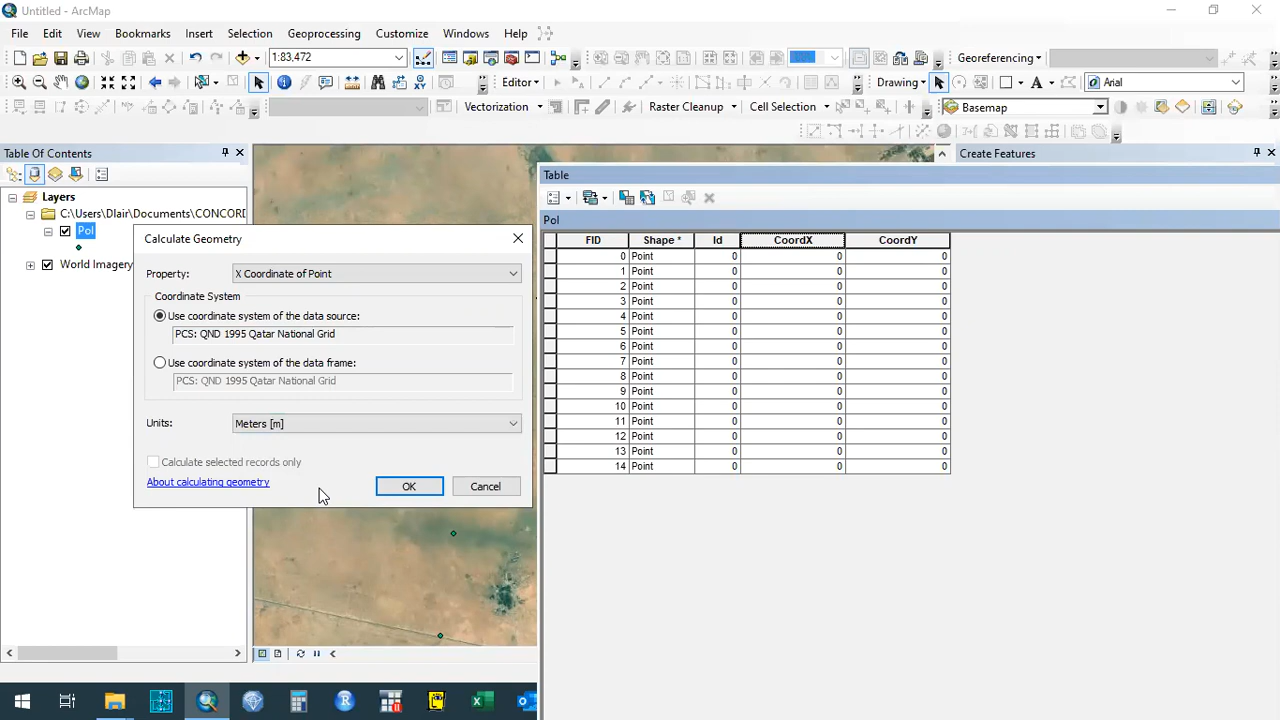 Untitled - ArcMap
File Edit View Bookmarks Insert Selection Geoprocessing Customize Windows Help
1:83,472 Georeferencing
Editor Drawing Arial
Vectorization Raster Cleanup Cell Selection Basemap
Table Of Contents
Layers
C:\Users\Dlair\Documents\CONCORD
PoI
World Imagery
Create Features
Table
PoI
FID Shape * Id CoordX CoordY
0 Point 0 0 0
1 Point 0 0 0
2 Point 0 0 0
3 Point 0 0 0
4 Point 0 0 0
5 Point 0 0 0
6 Point 0 0 0
7 Point 0 0 0
8 Point 0 0 0
9 Point 0 0 0
10 Point 0 0 0
11 Point 0 0 0
12 Point 0 0 0
13 Point 0 0 0
14 Point 0 0 0
Calculate Geometry
Property: X Coordinate of Point
Coordinate System
Use coordinate system of the data source:
PCS: QND 1995 Qatar National Grid
Use coordinate system of the data frame:
PCS: QND 1995 Qatar National Grid
Units: Meters [m]
Calculate selected records only
About calculating geometry
OK Cancel